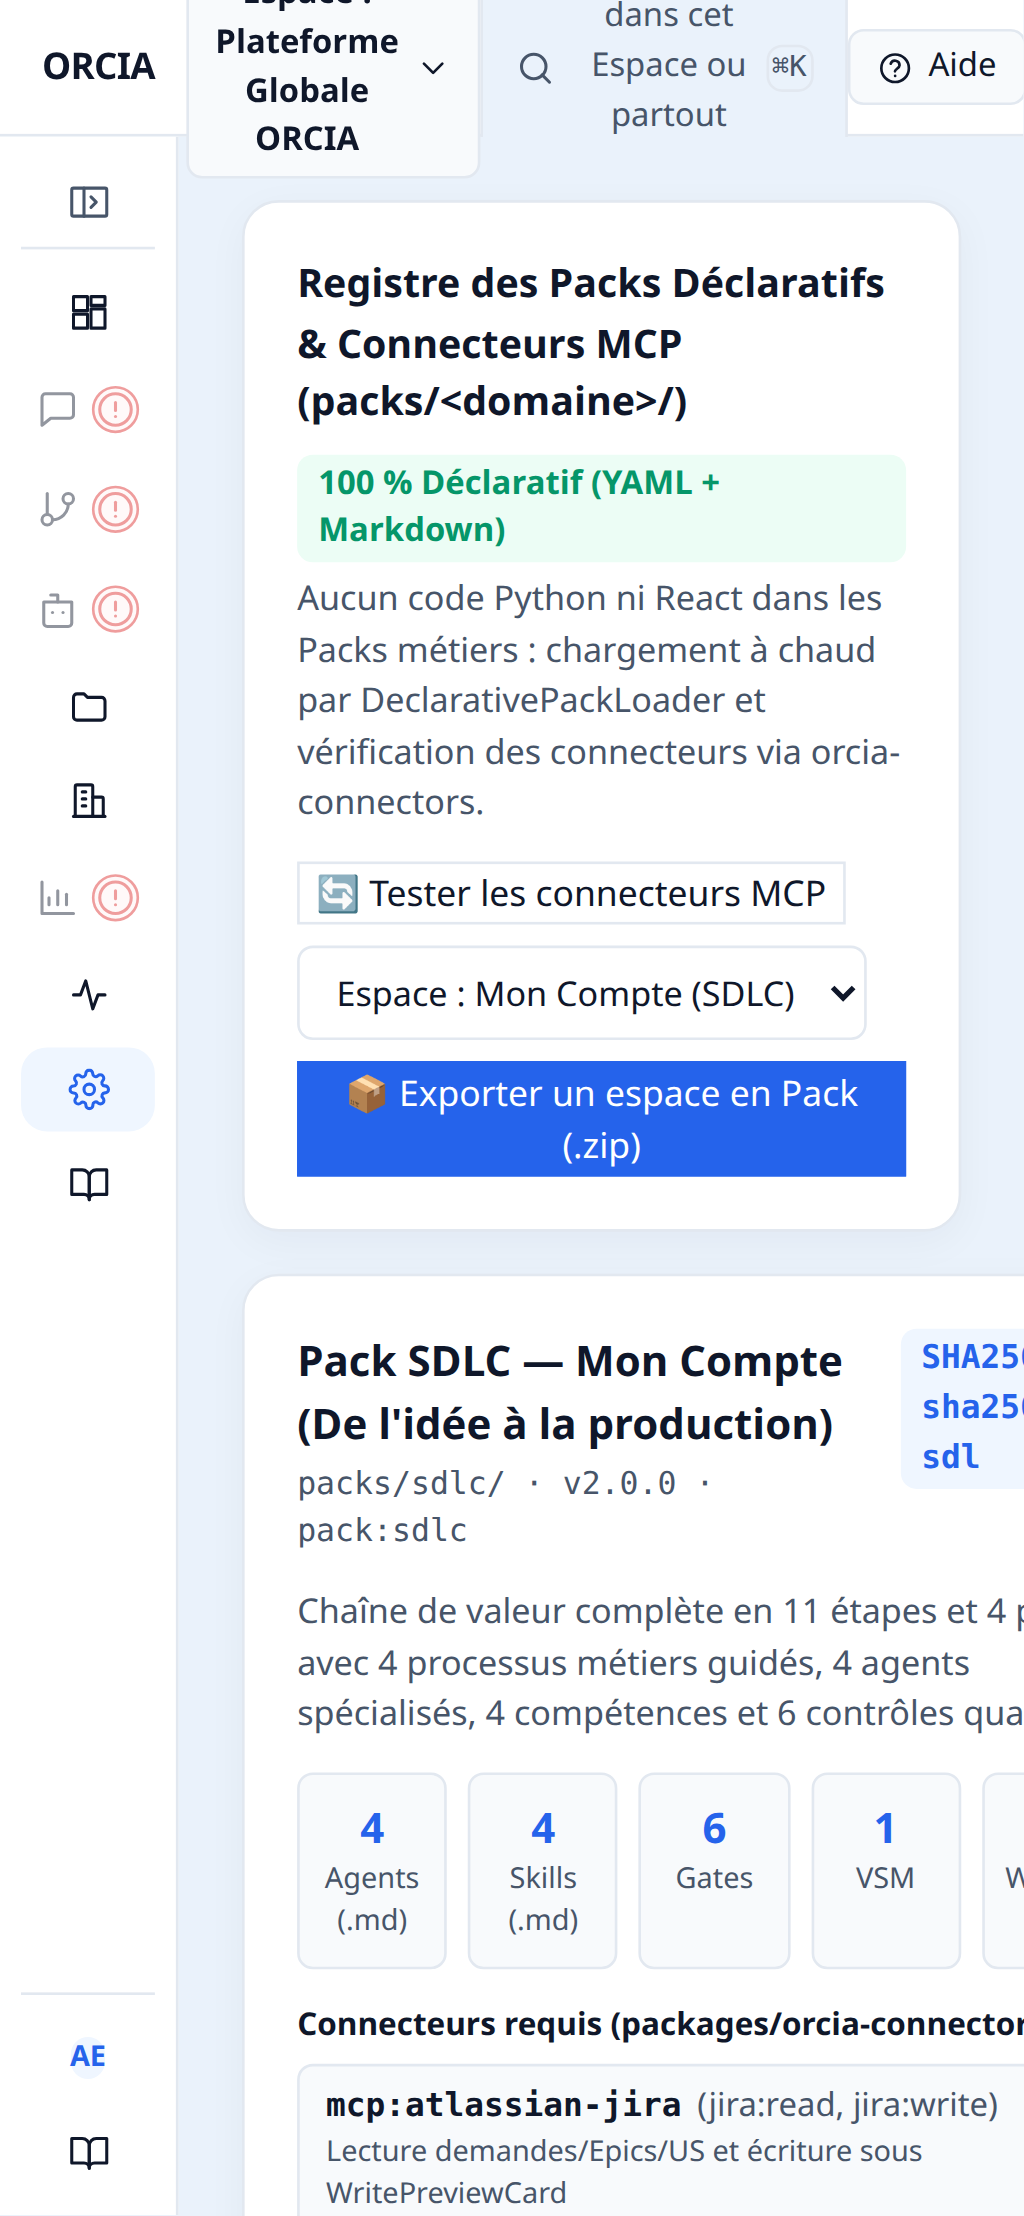 ORCIA
Espace :
Plateforme
Globale
ORCIA
dans cet
Espace ou
partout
⌘K
Aide
Registre des Packs Déclaratifs
& Connecteurs MCP
(packs/<domaine>/)
100 % Déclaratif (YAML +
Markdown)
Aucun code Python ni React dans les
Packs métiers : chargement à chaud
par DeclarativePackLoader et
vérification des connecteurs via orcia-
connectors.
🔄 Tester les connecteurs MCP
Espace : Mon Compte (SDLC)
📦 Exporter un espace en Pack
(.zip)
Pack SDLC — Mon Compte
(De l'idée à la production)
packs/sdlc/ · v2.0.0 ·
pack:sdlc
sdl
Chaîne de valeur complète en 11 étapes et 4
avec 4 processus métiers guidés, 4 agents
spécialisés, 4 compétences et 6 contrôles
4
Agents
(.md)
4
Skills
(.md)
6
Gates
1
VSM
Connecteurs requis
mcp:atlassian-jira (jira:read, jira:write)
Lecture demandes/Epics/US et écriture sous
WritePreviewCard
AE